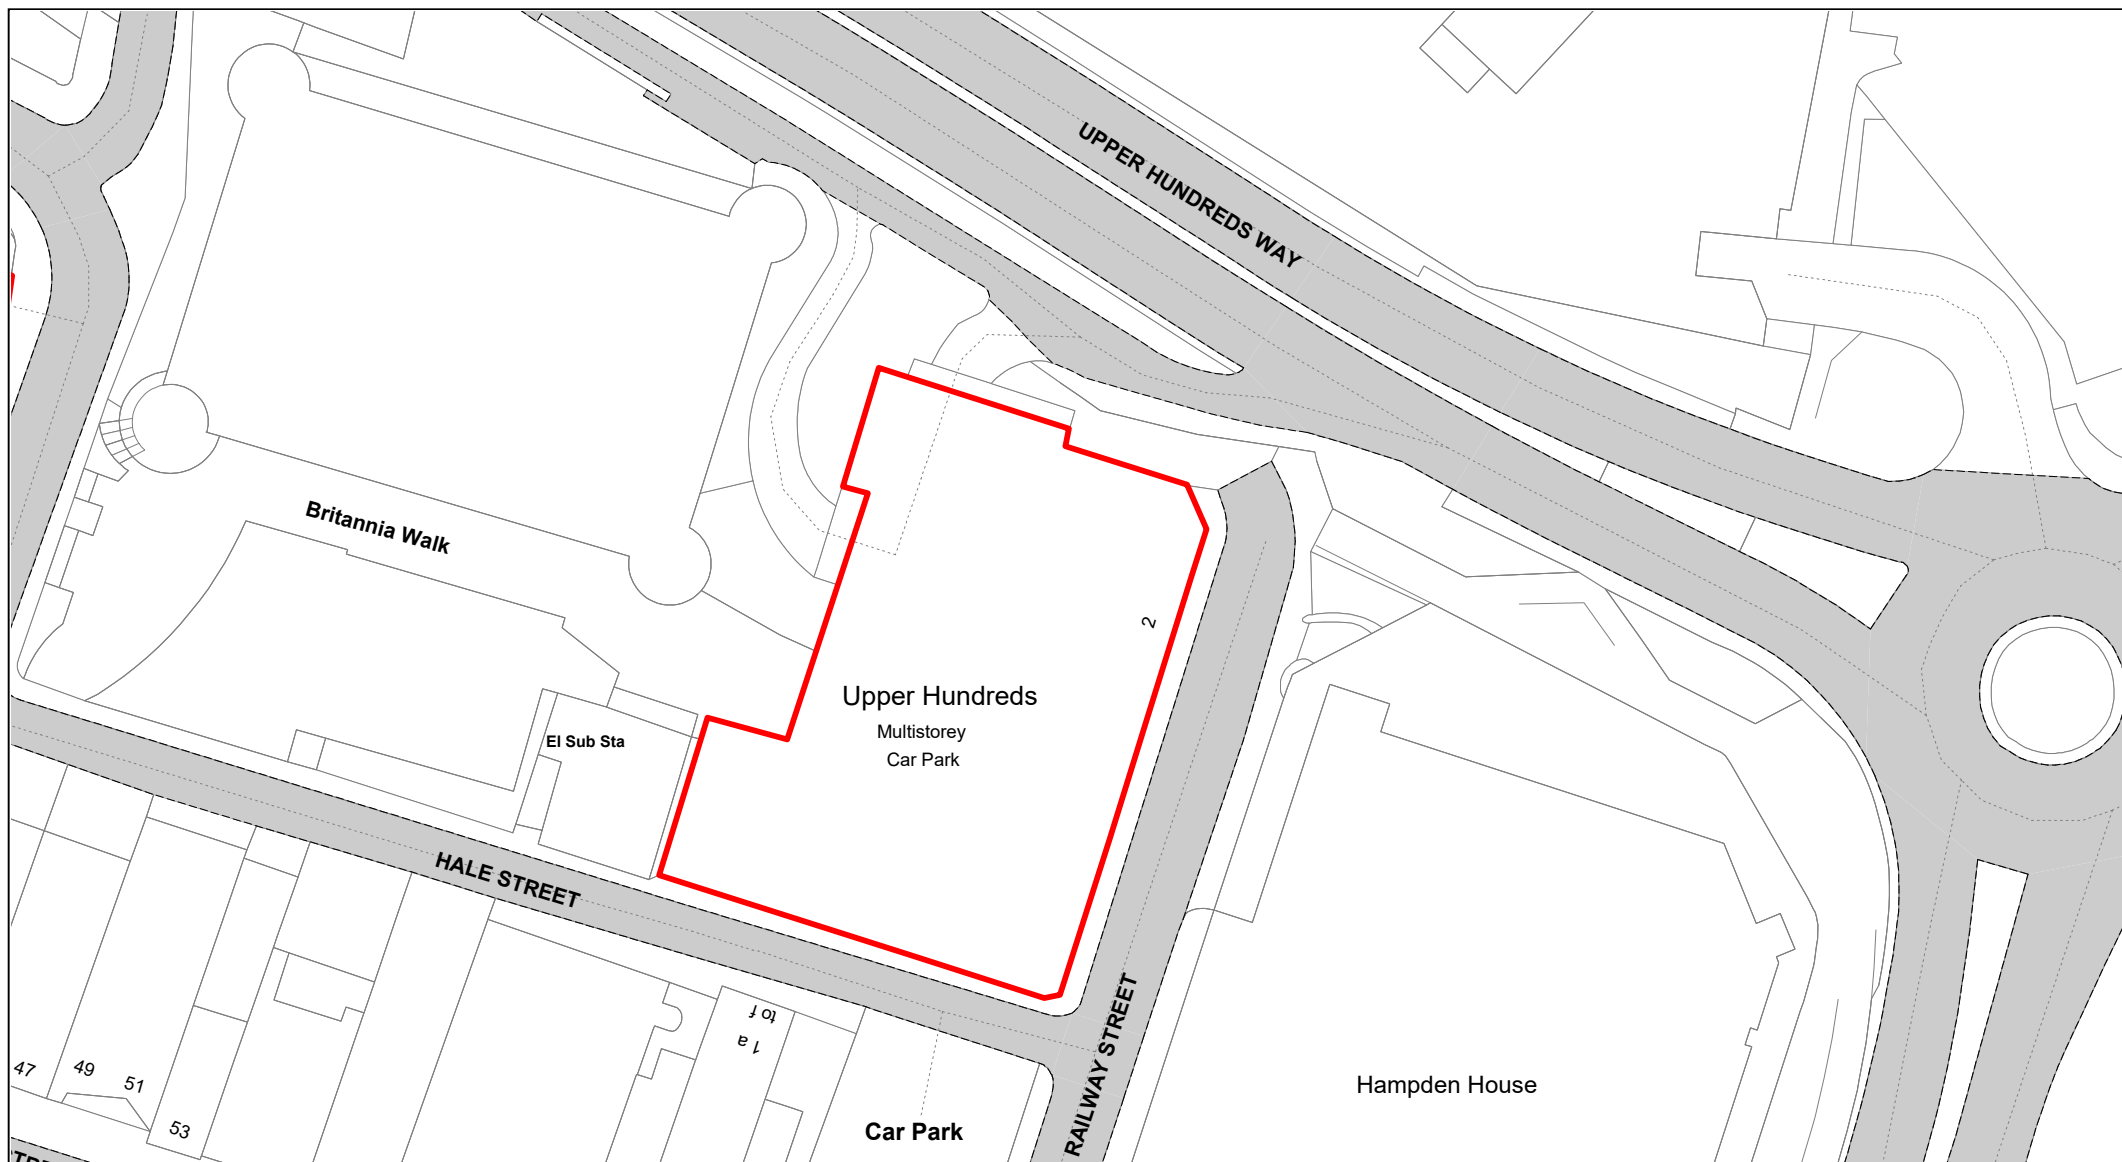 UPPER HUNDREDS WAY
Britannia Walk
2
Upper Hundreds
Multistorey
Car Park
El Sub Sta
HALE STREET
RAILWAY STREET
1 a
to f
47
49
51
53
Car Park
Hampden House